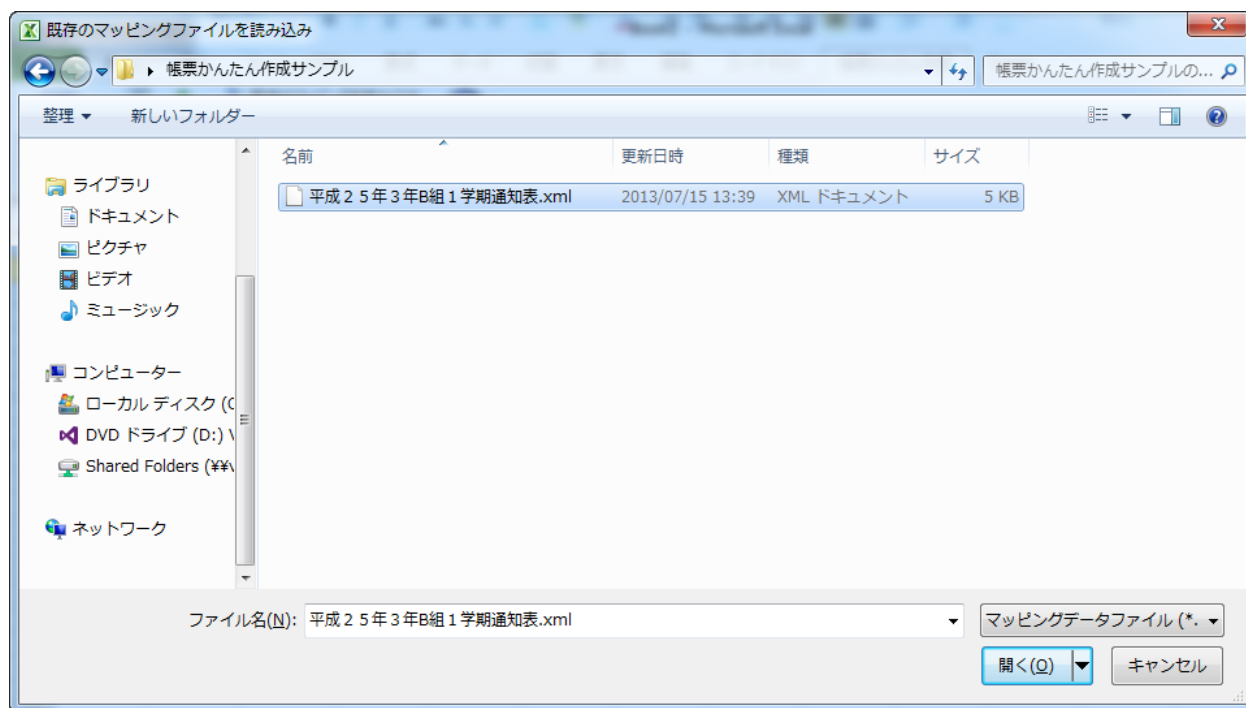 既存のマッピングファイルを読み込み
帳票かんたん作成サンプル
帳票かんたん作成サンプルの...
整理 新しいフォルダー
名前 更新日時 種類 サイズ
平成２５年３年B組１学期通知表.xml 2013/07/15 13:39 XML ドキュメント 5 KB
ライブラリ
ドキュメント
ピクチャ
ビデオ
ミュージック
コンピューター
ローカル ディスク (C
DVD ドライブ (D:) \
Shared Folders (¥¥v
ネットワーク
ファイル名(N): 平成２５年３年B組１学期通知表.xml
マッピングデータファイル (*.
開く(O) キャンセル